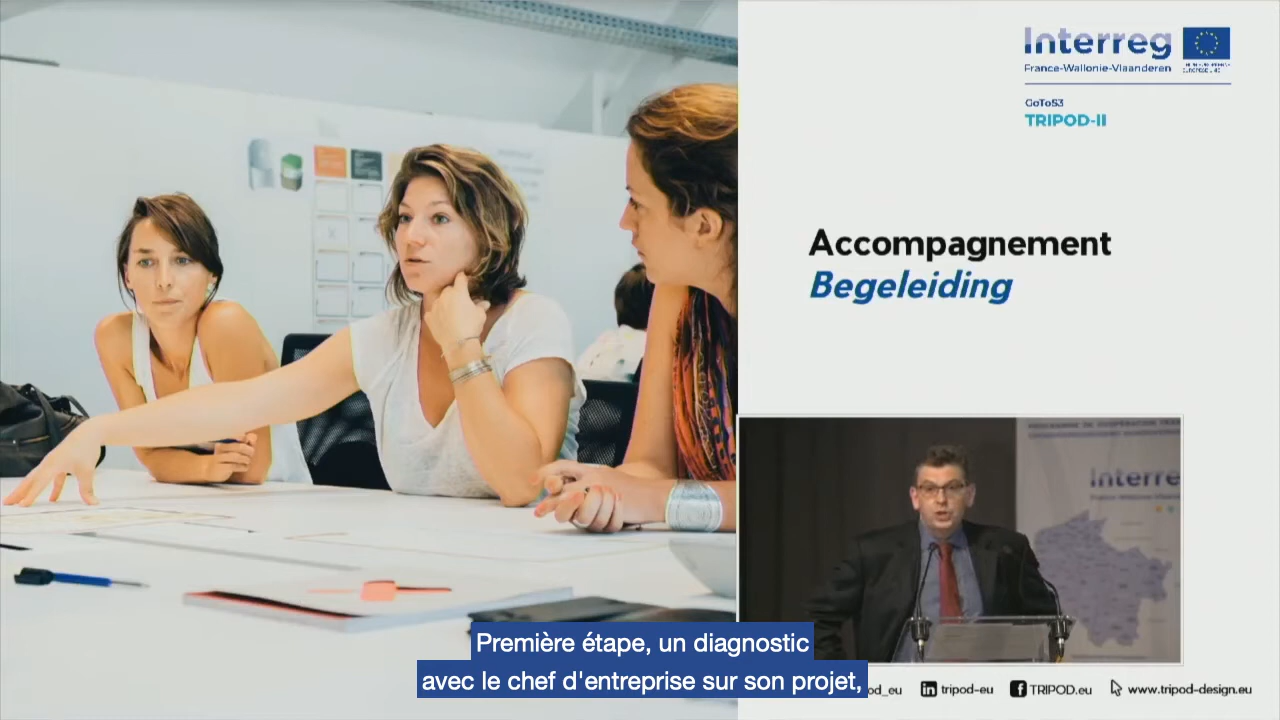 Interreg
France-Wallonie-Vlaanderen
GoToS3
TRIPOD-II
Accompagnement
Begeleiding
Interreg
Première étape, un diagnostic
avec le chef d'entreprise sur son projet,
tripod-eu
TRIPOD.eu
www.tripod-design.eu